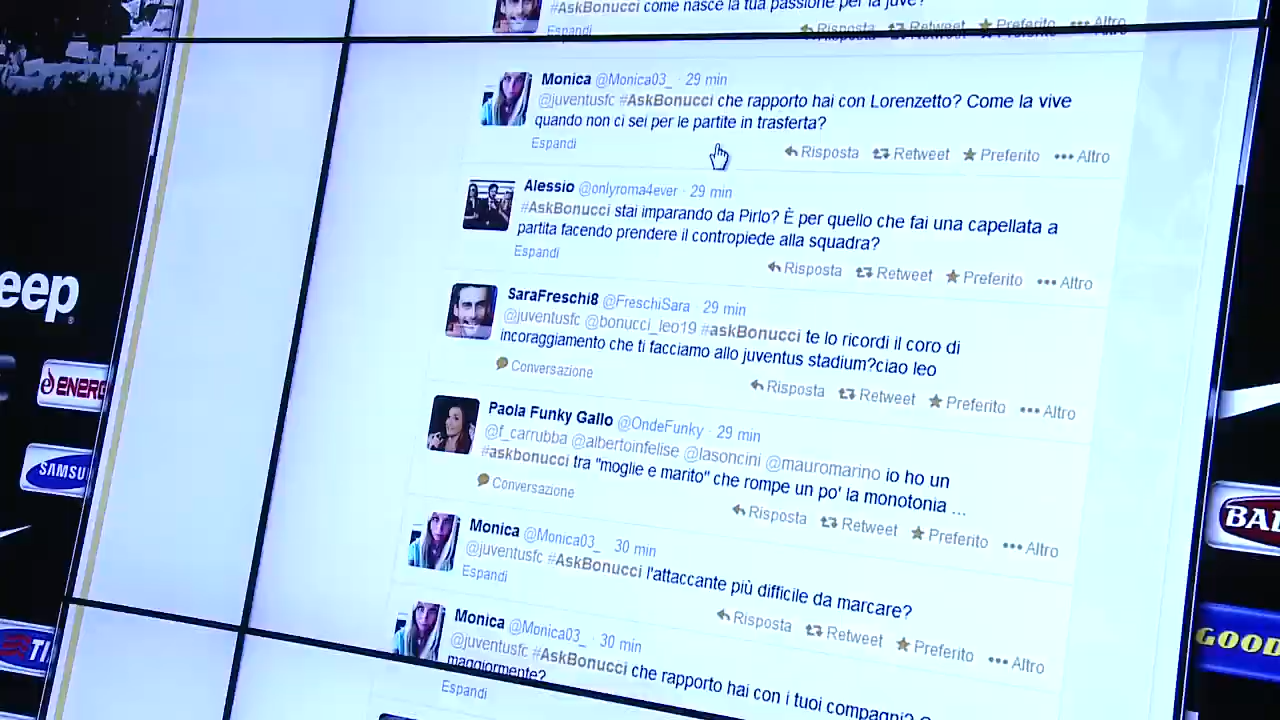 #AskBonucci come nasce la tua passione per la juve?
Espandi
Risposta Retweet Preferito Altro
Monica @Monica03_ · 29 min
@juventusfc #AskBonucci che rapporto hai con Lorenzetto? Come la vive
quando non ci sei per le partite in trasferta?
Espandi
Risposta Retweet Preferito Altro
Alessio @onlyroma4ever · 29 min
#AskBonucci stai imparando da Pirlo? È per quello che fai una capellata a
partita facendo prendere il contropiede alla squadra?
Espandi
Risposta Retweet Preferito Altro
SaraFreschi8 @FreschiSara · 29 min
@juventusfc @bonucci_leo19 #askBonucci te lo ricordi il coro di
incoraggiamento che ti facciamo allo juventus stadium?ciao leo
Conversazione
Risposta Retweet Preferito Altro
Paola Funky Gallo @OndeFunky · 29 min
@f_carrubba @albertoinfelise @lasoncini @mauromarino io ho un
#askbonucci tra "moglie e marito" che rompe un po' la monotonia ...
Conversazione
Risposta Retweet Preferito Altro
Monica @Monica03_ 30 min
@juventusfc #AskBonucci l'attaccante più difficile da marcare?
Espandi
Risposta Retweet Preferito Altro
Monica @Monica03_ · 30 min
@juventusfc #AskBonucci che rapporto hai con i tuoi compagni?
maggiormente?
Espandi
eep
ENERG
SAMSU
TI
BAL
GOOD